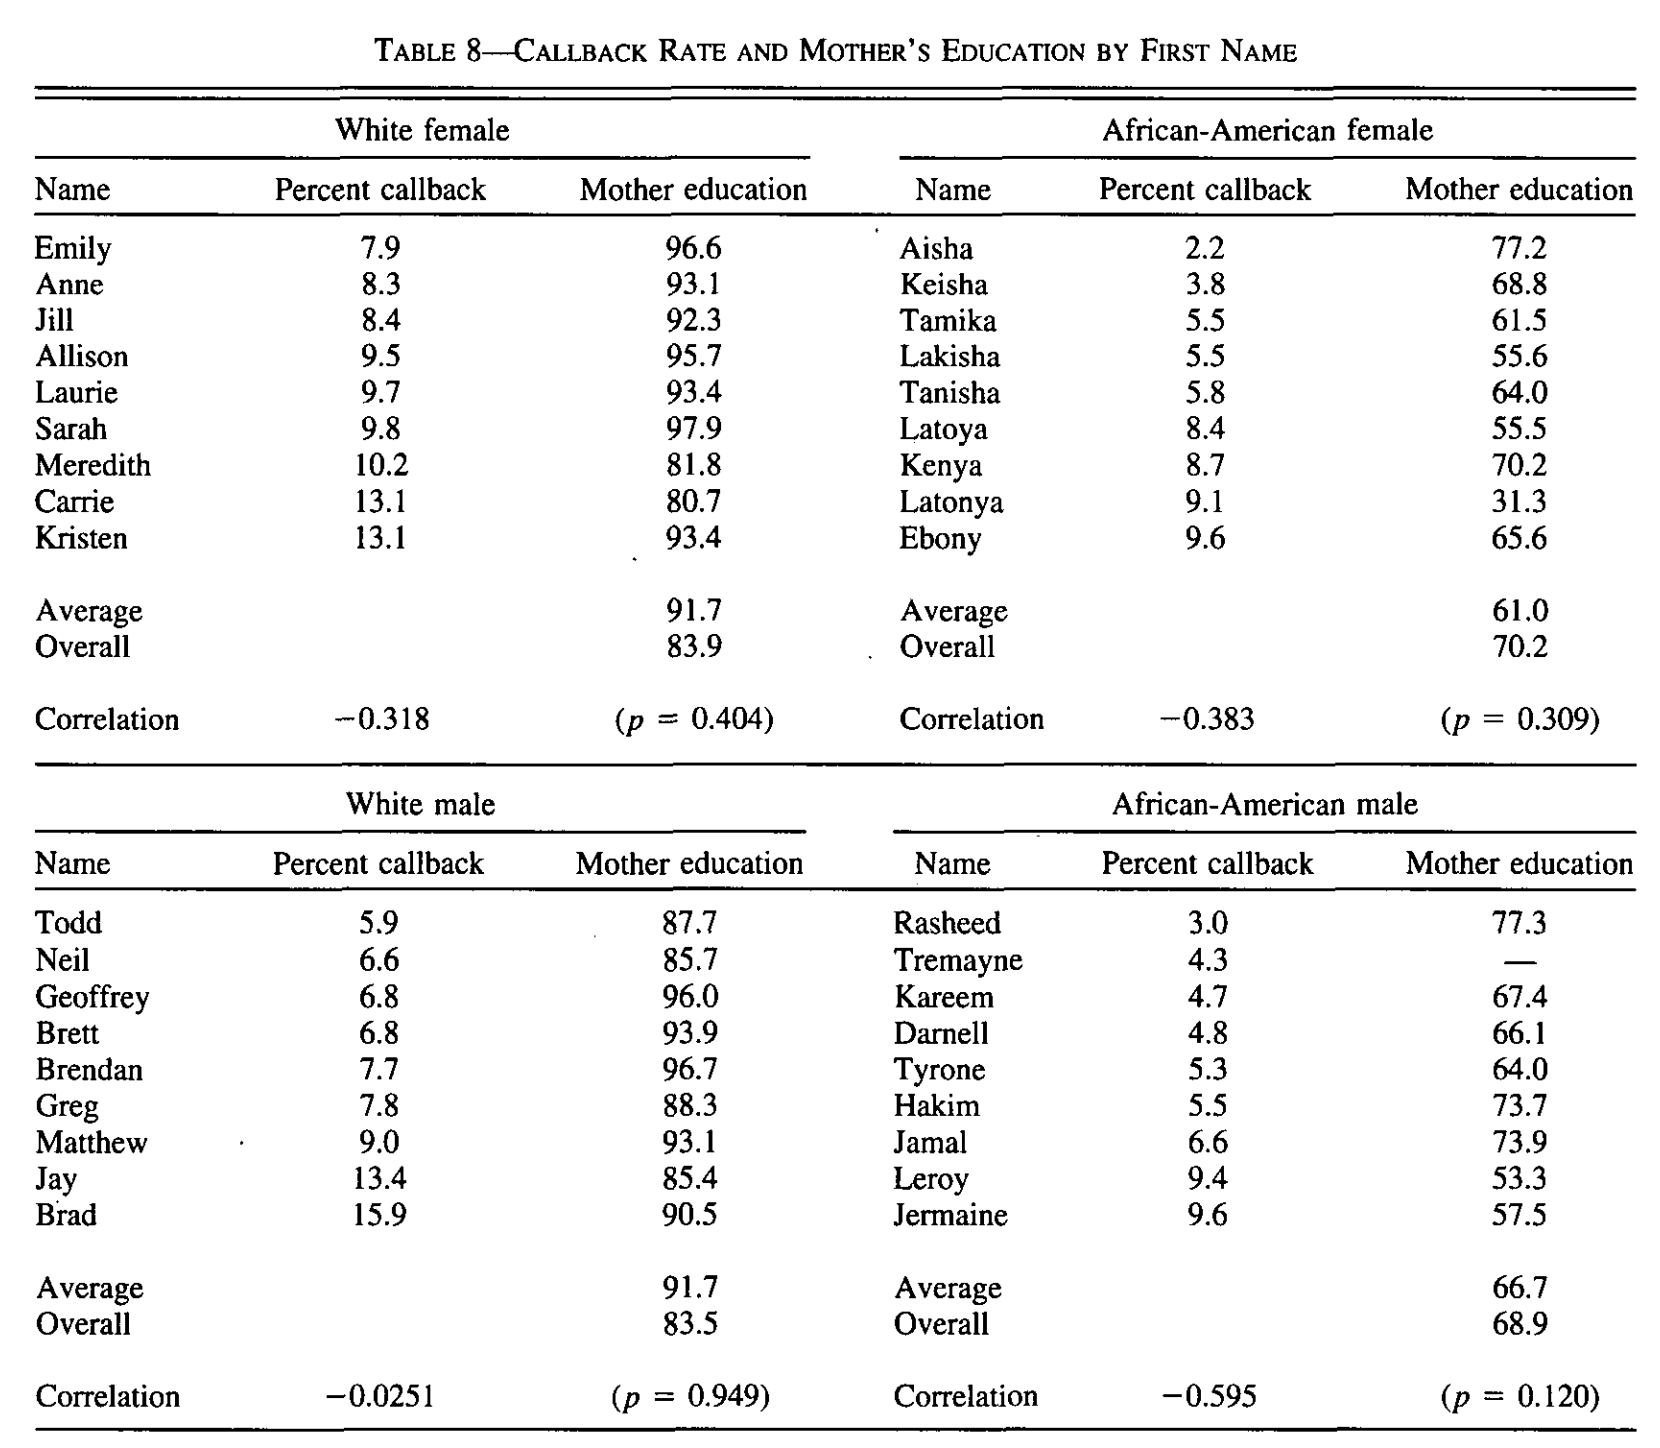 TABLE 8—CALLBACK RATE AND MOTHER'S EDUCATION BY FIRST NAME
White female African-American female
Name Percent callback Mother education Name Percent callback Mother education
Emily 7.9 96.6 Aisha 2.2 77.2
Anne 8.3 93.1 Keisha 3.8 68.8
Jill 8.4 92.3 Tamika 5.5 61.5
Allison 9.5 95.7 Lakisha 5.5 55.6
Laurie 9.7 93.4 Tanisha 5.8 64.0
Sarah 9.8 97.9 Latoya 8.4 55.5
Meredith 10.2 81.8 Kenya 8.7 70.2
Carrie 13.1 80.7 Latonya 9.1 31.3
Kristen 13.1 93.4 Ebony 9.6 65.6
Average 91.7 Average 61.0
Overall 83.9 Overall 70.2
Correlation −0.318 (p = 0.404) Correlation −0.383 (p = 0.309)
White male African-American male
Name Percent callback Mother education Name Percent callback Mother education
Todd 5.9 87.7 Rasheed 3.0 77.3
Neil 6.6 85.7 Tremayne 4.3 —
Geoffrey 6.8 96.0 Kareem 4.7 67.4
Brett 6.8 93.9 Darnell 4.8 66.1
Brendan 7.7 96.7 Tyrone 5.3 64.0
Greg 7.8 88.3 Hakim 5.5 73.7
Matthew 9.0 93.1 Jamal 6.6 73.9
Jay 13.4 85.4 Leroy 9.4 53.3
Brad 15.9 90.5 Jermaine 9.6 57.5
Average 91.7 Average 66.7
Overall 83.5 Overall 68.9
Correlation −0.0251 (p = 0.949) Correlation −0.595 (p = 0.120)